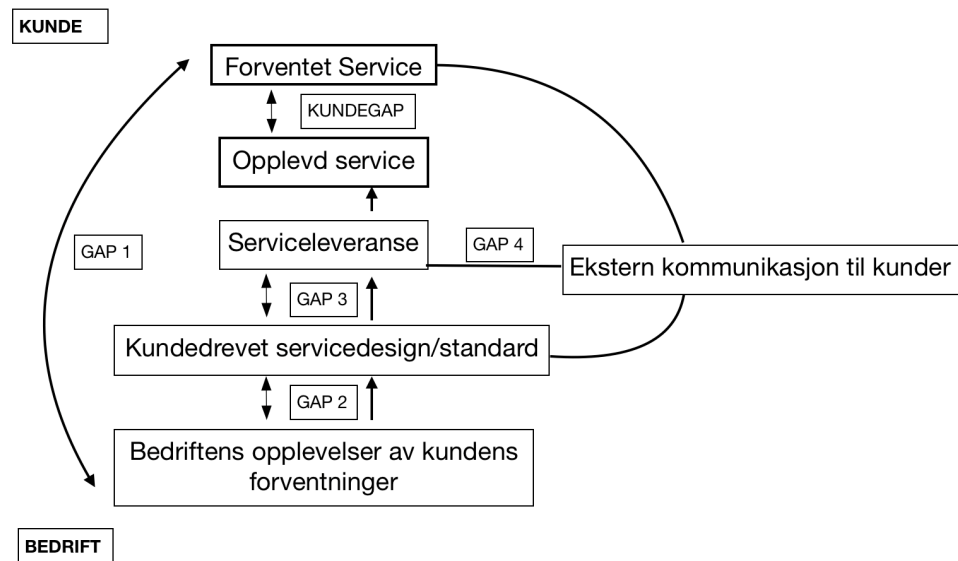 KUNDE
Forventet Service
KUNDEGAP
Opplevd service
Serviceleveranse
GAP 4
GAP 1
Ekstern kommunikasjon til kunder
GAP 3
Kundedrevet servicedesign/standard
GAP 2
Bedriftens opplevelser av kundens
forventninger
BEDRIFT